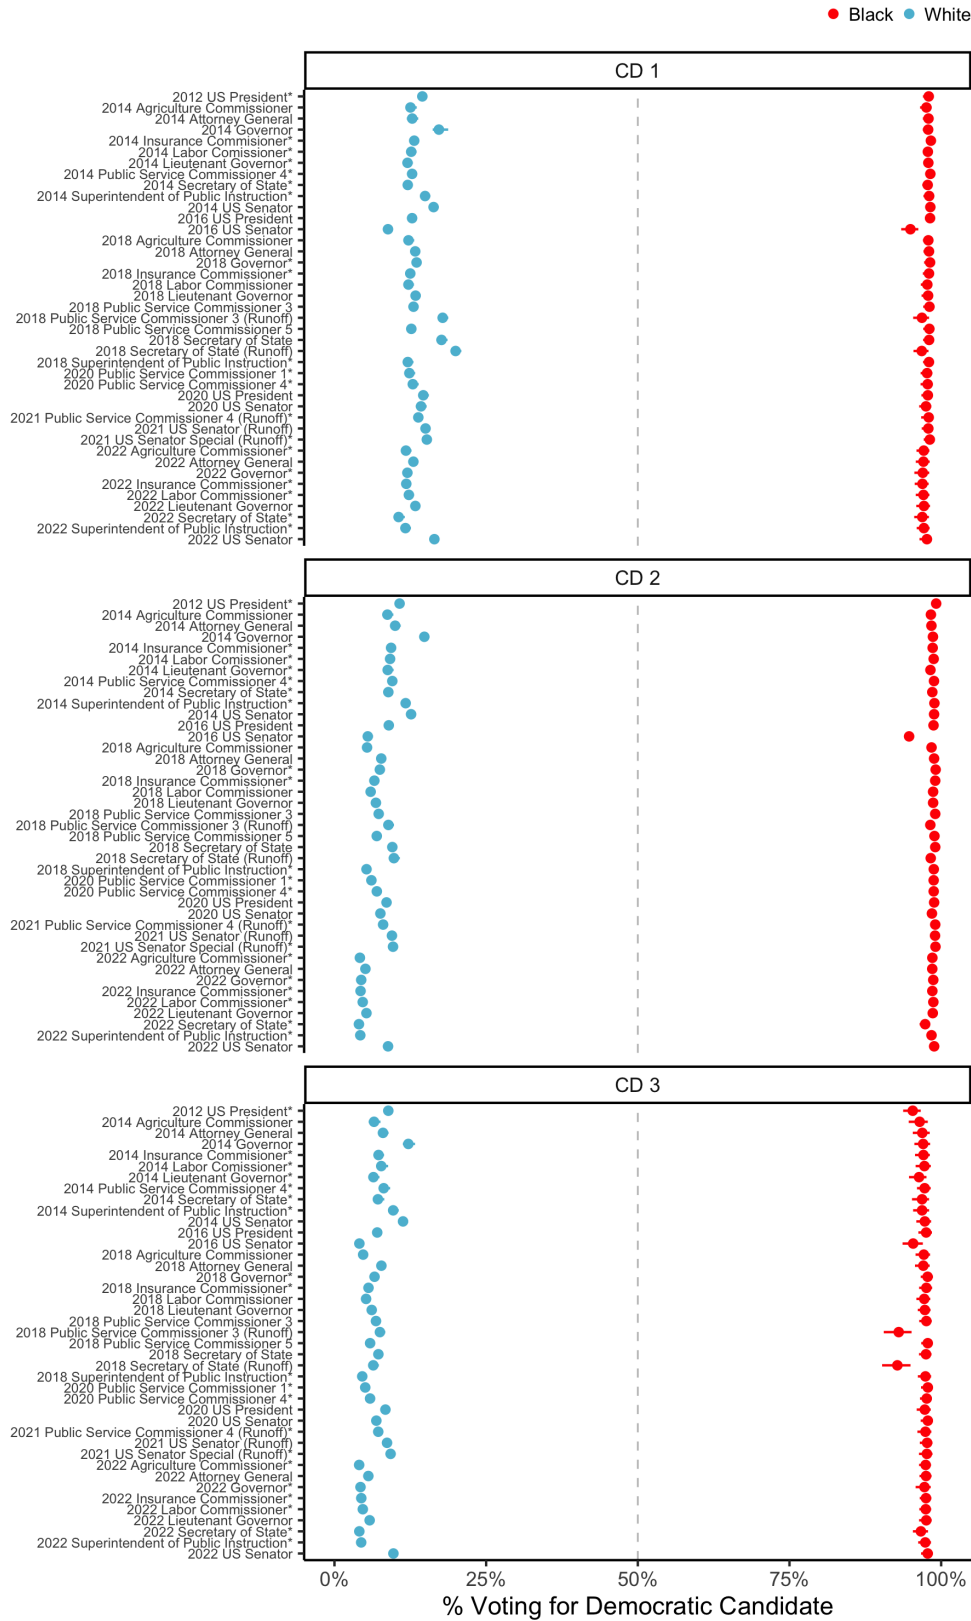 Black White
CD 1
2012 US President*
2014 Agriculture Commissioner
2014 Attorney General
2014 Governor
2014 Insurance Commisioner*
2014 Labor Comissioner*
2014 Lieutenant Governor*
2014 Public Service Commissioner 4*
2014 Secretary of State*
2014 Superintendent of Public Instruction*
2014 US Senator
2016 US President
2016 US Senator
2018 Agriculture Commissioner
2018 Attorney General
2018 Governor*
2018 Insurance Commissioner*
2018 Labor Commissioner
2018 Lieutenant Governor
2018 Public Service Commissioner 3
2018 Public Service Commissioner 3 (Runoff)
2018 Public Service Commissioner 5
2018 Secretary of State
2018 Secretary of State (Runoff)
2018 Superintendent of Public Instruction*
2020 Public Service Commissioner 1*
2020 Public Service Commissioner 4*
2020 US President
2020 US Senator
2021 Public Service Commissioner 4 (Runoff)*
2021 US Senator (Runoff)
2021 US Senator Special (Runoff)*
2022 Agriculture Commissioner*
2022 Attorney General
2022 Governor*
2022 Insurance Commissioner*
2022 Labor Commissioner*
2022 Lieutenant Governor
2022 Secretary of State*
2022 Superintendent of Public Instruction*
2022 US Senator
CD 2
2012 US President*
2014 Agriculture Commissioner
2014 Attorney General
2014 Governor
2014 Insurance Commisioner*
2014 Labor Comissioner*
2014 Lieutenant Governor*
2014 Public Service Commissioner 4*
2014 Secretary of State*
2014 Superintendent of Public Instruction*
2014 US Senator
2016 US President
2016 US Senator
2018 Agriculture Commissioner
2018 Attorney General
2018 Governor*
2018 Insurance Commissioner*
2018 Labor Commissioner
2018 Lieutenant Governor
2018 Public Service Commissioner 3
2018 Public Service Commissioner 3 (Runoff)
2018 Public Service Commissioner 5
2018 Secretary of State
2018 Secretary of State (Runoff)
2018 Superintendent of Public Instruction*
2020 Public Service Commissioner 1*
2020 Public Service Commissioner 4*
2020 US President
2020 US Senator
2021 Public Service Commissioner 4 (Runoff)*
2021 US Senator (Runoff)
2021 US Senator Special (Runoff)*
2022 Agriculture Commissioner*
2022 Attorney General
2022 Governor*
2022 Insurance Commissioner*
2022 Labor Commissioner*
2022 Lieutenant Governor
2022 Secretary of State*
2022 Superintendent of Public Instruction*
2022 US Senator
CD 3
2012 US President*
2014 Agriculture Commissioner
2014 Attorney General
2014 Governor
2014 Insurance Commisioner*
2014 Labor Comissioner*
2014 Lieutenant Governor*
2014 Public Service Commissioner 4*
2014 Secretary of State*
2014 Superintendent of Public Instruction*
2014 US Senator
2016 US President
2016 US Senator
2018 Agriculture Commissioner
2018 Attorney General
2018 Governor*
2018 Insurance Commissioner*
2018 Labor Commissioner
2018 Lieutenant Governor
2018 Public Service Commissioner 3
2018 Public Service Commissioner 3 (Runoff)
2018 Public Service Commissioner 5
2018 Secretary of State
2018 Secretary of State (Runoff)
2018 Superintendent of Public Instruction*
2020 Public Service Commissioner 1*
2020 Public Service Commissioner 4*
2020 US President
2020 US Senator
2021 Public Service Commissioner 4 (Runoff)*
2021 US Senator (Runoff)
2021 US Senator Special (Runoff)*
2022 Agriculture Commissioner*
2022 Attorney General
2022 Governor*
2022 Insurance Commissioner*
2022 Labor Commissioner*
2022 Lieutenant Governor
2022 Secretary of State*
2022 Superintendent of Public Instruction*
2022 US Senator
0% 25% 50% 75% 100%
% Voting for Democratic Candidate